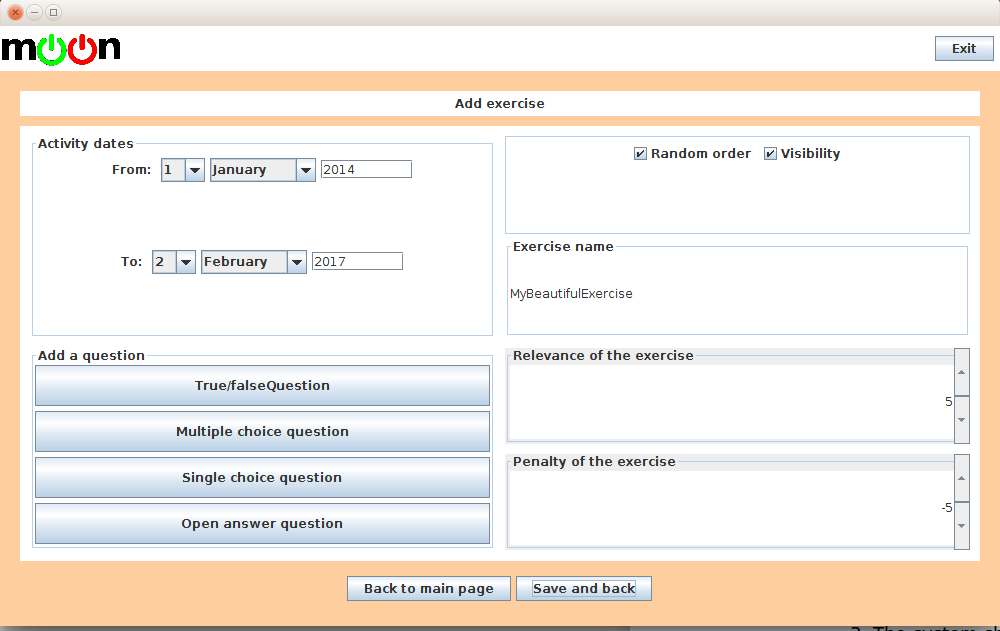 moon
Exit
Add exercise
Activity dates
From: 1 January 2014
To: 2 February 2017
Random order Visibility
Exercise name
MyBeautifulExercise
Add a question
True/falseQuestion
Multiple choice question
Single choice question
Open answer question
Relevance of the exercise
5
Penalty of the exercise
-5
Back to main page Save and back